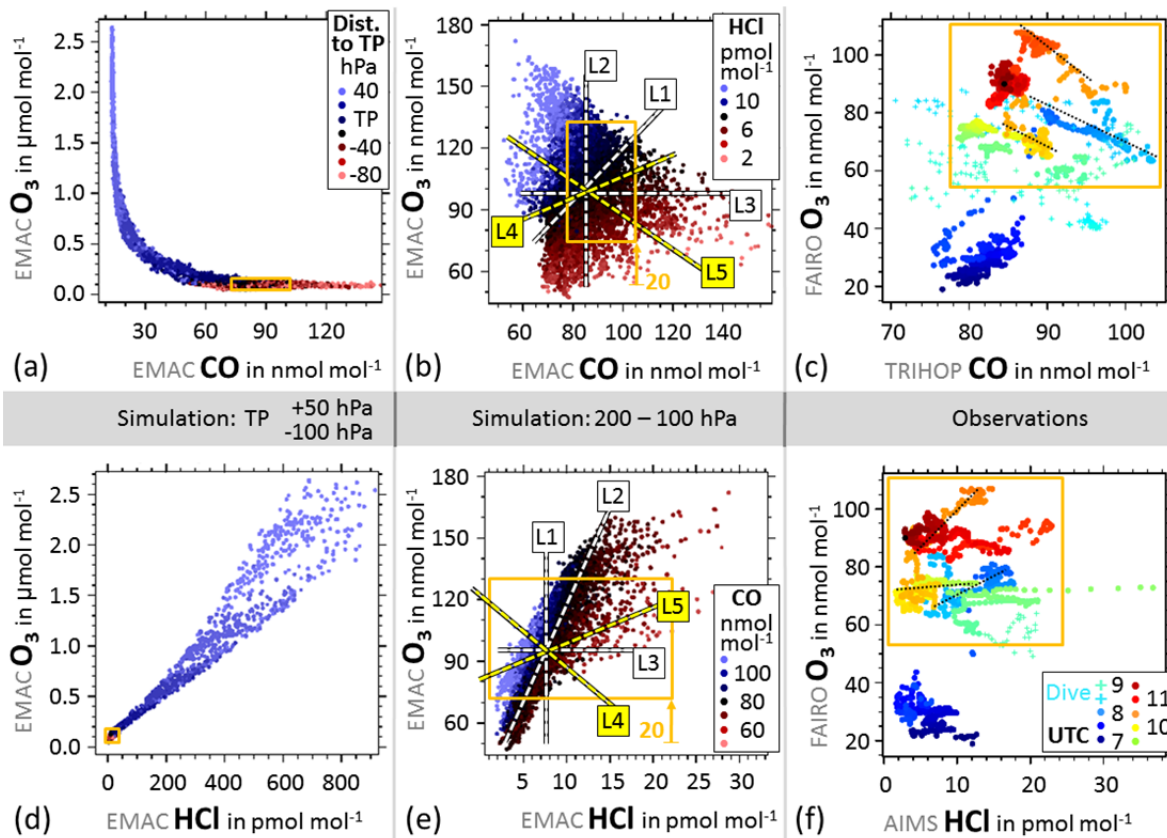 EMAC O₃ in µmol mol⁻¹
2.5
2.0
1.5
1.0
0.5
0.0
Dist.
to TP
hPa
40
TP
-40
-80
30 60 90 120
(a)
EMAC CO in nmol mol⁻¹
EMAC O₃ in nmol mol⁻¹
180
150
120
90
60
L2
L1
L3
L4
L5
20
HCl
pmol
mol⁻¹
10
6
2
60 80 100 120 140
(b)
EMAC CO in nmol mol⁻¹
FAIRO O₃ in nmol mol⁻¹
100
80
60
40
20
70 80 90 100
(c)
TRIHOP CO in nmol mol⁻¹
Simulation: TP +50 hPa
-100 hPa
Simulation: 200 – 100 hPa
Observations
EMAC O₃ in µmol mol⁻¹
2.5
2.0
1.5
1.0
0.5
0.0
0 200 400 600 800
(d)
EMAC HCl in pmol mol⁻¹
EMAC O₃ in nmol mol⁻¹
180
150
120
90
60
L1
L2
L5
L3
L4
20
CO
nmol
mol⁻¹
100
80
60
0 5 10 15 20 25 30
(e)
EMAC HCl in pmol mol⁻¹
FAIRO O₃ in nmol mol⁻¹
100
80
60
40
20
Dive 9 11
8 10
UTC 7
0 10 20 30
(f)
AIMS HCl in pmol mol⁻¹